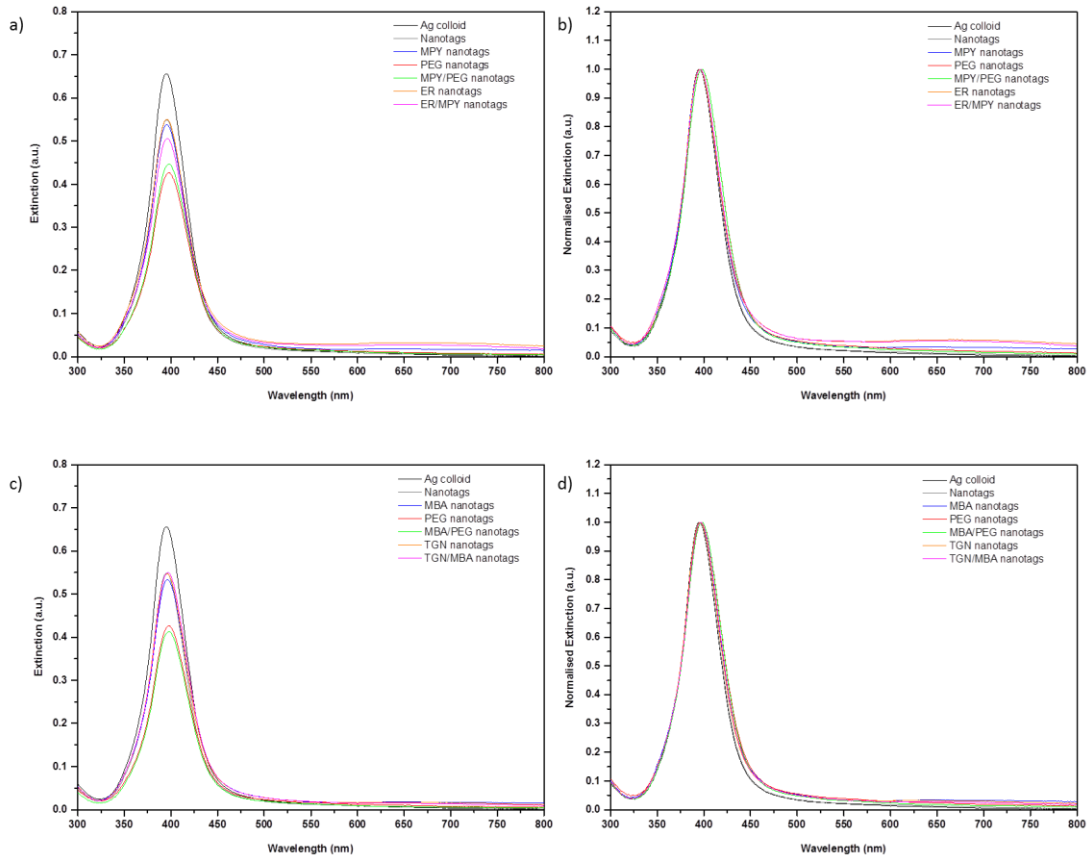 a)
0.8
0.7
0.6
0.5
0.4
0.3
0.2
0.1
0.0
Extinction (a.u.)
300 350 400 450 500 550 600 650 700 750 800
Wavelength (nm)
Ag colloid
Nanotags
MPY nanotags
PEG nanotags
MPY/PEG nanotags
ER nanotags
ER/MPY nanotags
b)
1.2
1.1
1.0
0.9
0.8
0.7
0.6
0.5
0.4
0.3
0.2
0.1
0.0
Normalised Extinction (a.u.)
300 350 400 450 500 550 600 650 700 750 800
Wavelength (nm)
Ag colloid
Nanotags
MPY nanotags
PEG nanotags
MPY/PEG nanotags
ER nanotags
ER/MPY nanotags
c)
0.8
0.7
0.6
0.5
0.4
0.3
0.2
0.1
0.0
Extinction (a.u.)
300 350 400 450 500 550 600 650 700 750 800
Wavelength (nm)
Ag colloid
Nanotags
MBA nanotags
PEG nanotags
MBA/PEG nanotags
TGN nanotags
TGN/MBA nanotags
d)
1.2
1.1
1.0
0.9
0.8
0.7
0.6
0.5
0.4
0.3
0.2
0.1
0.0
Normalised Extinction (a.u.)
300 350 400 450 500 550 600 650 700 750 800
Wavelength (nm)
Ag colloid
Nanotags
MBA nanotags
PEG nanotags
MBA/PEG nanotags
TGN nanotags
TGN/MBA nanotags